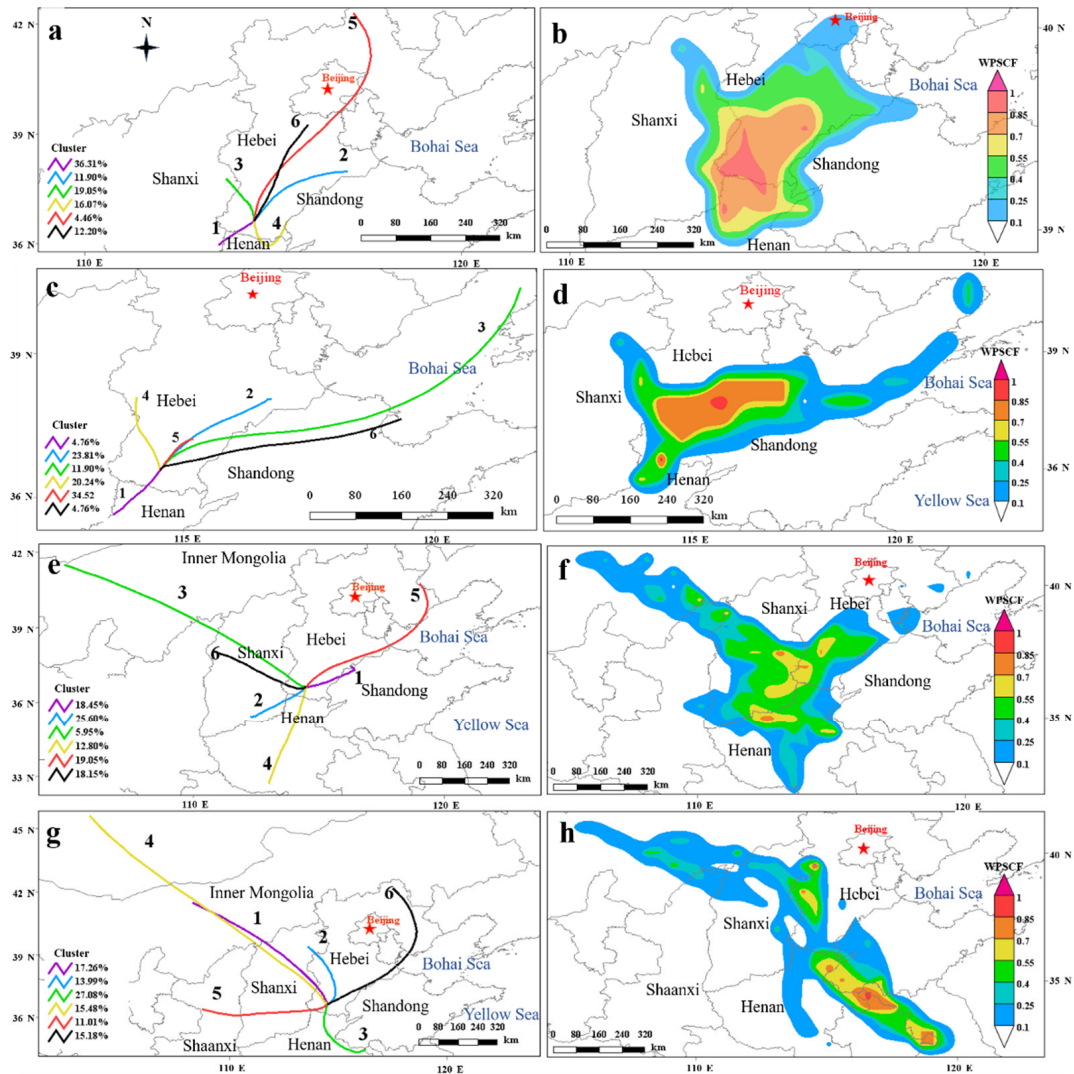 a
N
42 N
39 N
36 N
110 E
120 E
5
Beijing
6
Hebei
3
2
Shanxi
Bohai Sea
Shandong
4
1
Henan
Cluster
36.31%
11.90%
19.05%
16.07%
4.46%
12.20%
0 80 160 240 320
km
b
Beijing
40 N
39 N
Hebei
Bohai Sea
Shanxi
Shandong
Henan
WPSCF
1
0.85
0.7
0.55
0.4
0.25
0.1
0 80 160 240 320
km
110 E
120 E
c
Beijing
3
39 N
36 N
Bohai Sea
4
Hebei
2
5
6
Shandong
1
Henan
Cluster
4.76%
23.81%
11.90%
20.24%
34.52
4.76%
0 80 160 240 320
km
115 E
120 E
d
Beijing
39 N
36 N
Hebei
Bohai Sea
Shanxi
Shandong
Henan
Yellow Sea
WPSCF
1
0.85
0.7
0.55
0.4
0.25
0.1
0 80 160 240 320
km
115 E
120 E
e
42 N
39 N
36 N
33 N
Inner Mongolia
3
Beijing
5
Hebei
Bohai Sea
6
Shanxi
1
Shandong
2
Henan
Yellow Sea
4
Cluster
18.45%
25.60%
5.95%
12.80%
19.05%
18.15%
0 80 160 240 320
km
110 E
120 E
f
Beijing
40 N
35 N
Shanxi
Hebei
Bohai Sea
Shandong
Henan
WPSCF
1
0.85
0.7
0.55
0.4
0.25
0.1
0 80 160 240 320
km
110 E
120 E
g
45 N
42 N
39 N
36 N
4
Inner Mongolia
6
1
Beijing
2
Hebei
Bohai Sea
5
Shanxi
Shandong
Yellow Sea
3
Shaanxi
Henan
Cluster
17.26%
13.99%
27.08%
15.48%
11.01%
15.18%
0 80 160 240 320
km
110 E
120 E
h
Beijing
40 N
35 N
Hebei
Bohai Sea
Shanxi
Shaanxi
Henan
WPSCF
1
0.85
0.7
0.55
0.4
0.25
0.1
0 80 160 240 320
km
110 E
120 E